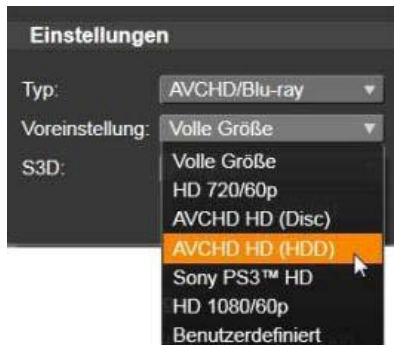 Einstellungen
Typ: AVCHD/Blu-ray
Voreinstellung: Volle Größe
S3D: Volle Größe
HD 720/60p
AVCHD HD (Disc)
AVCHD HD (HDD)
Sony PS3™ HD
HD 1080/60p
Benutzerdefiniert